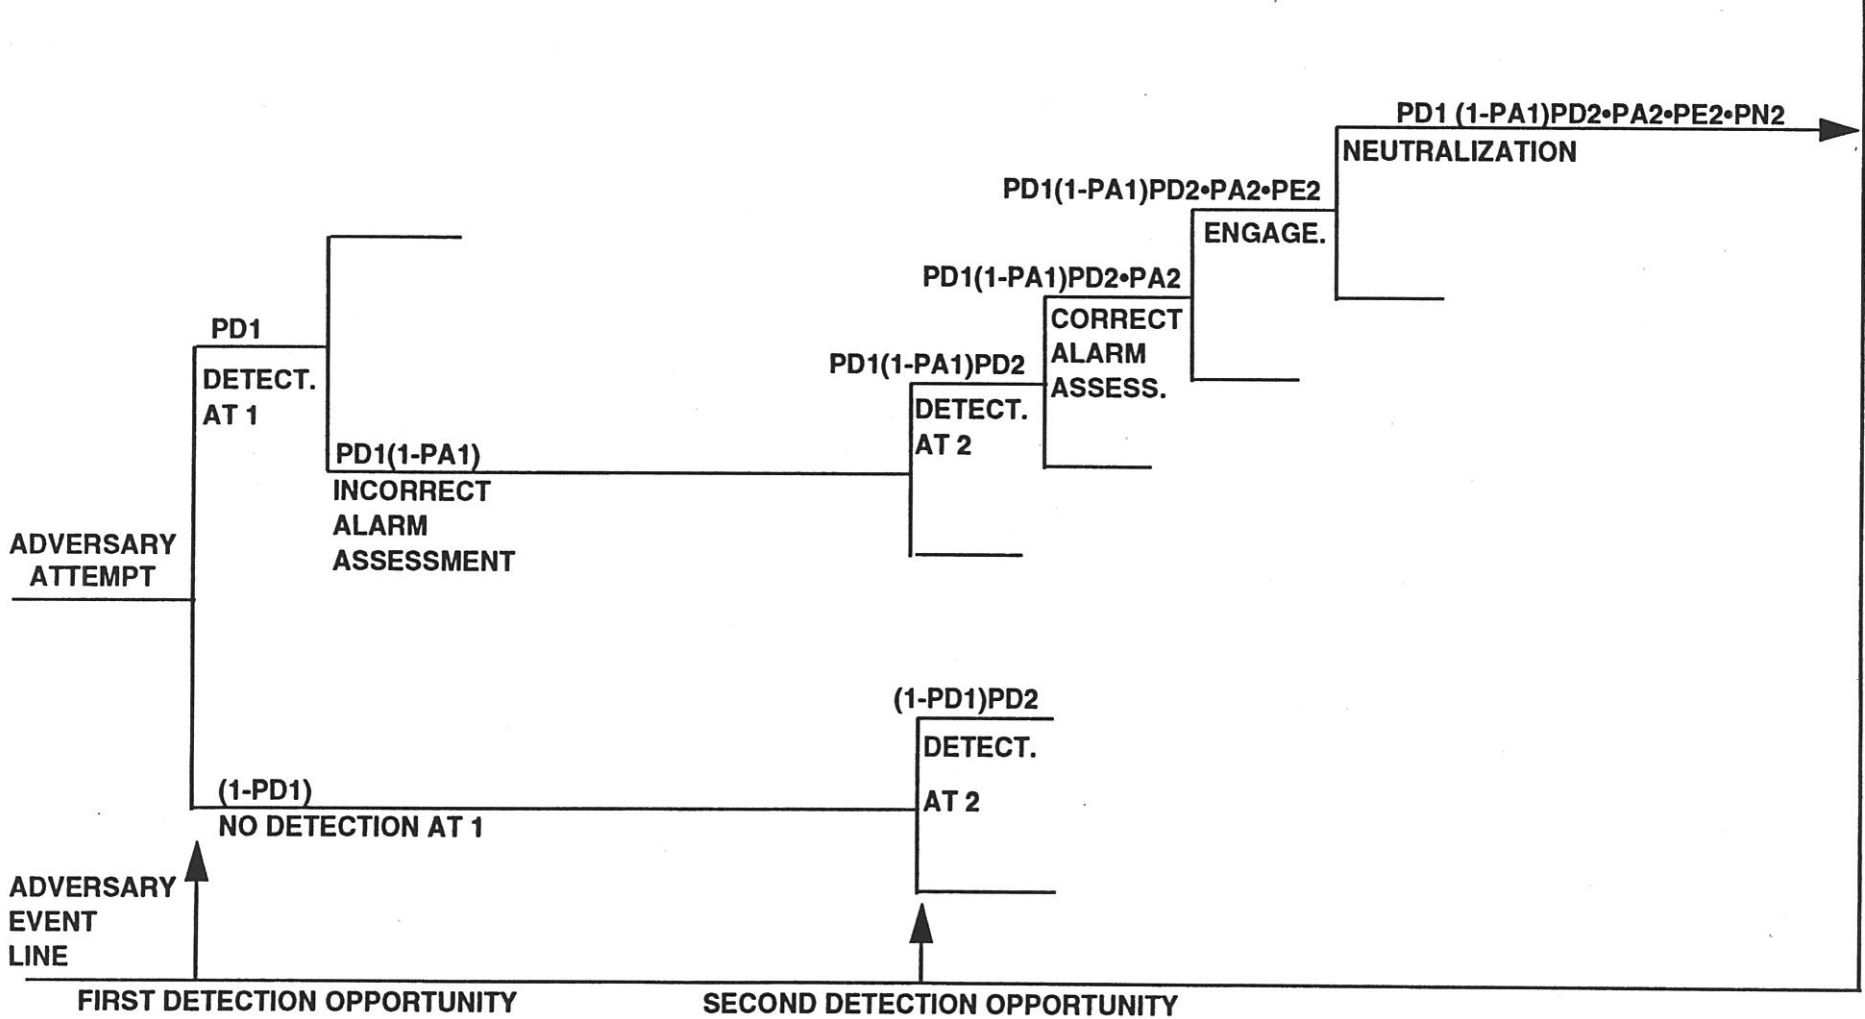 PD1 (1-PA1)PD2•PA2•PE2•PN2
NEUTRALIZATION
PD1(1-PA1)PD2•PA2•PE2
ENGAGE.
PD1(1-PA1)PD2•PA2
CORRECT
ALARM
ASSESS.
PD1
DETECT.
AT 1
PD1(1-PA1)PD2
DETECT.
AT 2
PD1(1-PA1)
INCORRECT
ALARM
ASSESSMENT
ADVERSARY
ATTEMPT
(1-PD1)PD2
DETECT.
AT 2
(1-PD1)
NO DETECTION AT 1
ADVERSARY
EVENT
LINE
FIRST DETECTION OPPORTUNITY
SECOND DETECTION OPPORTUNITY